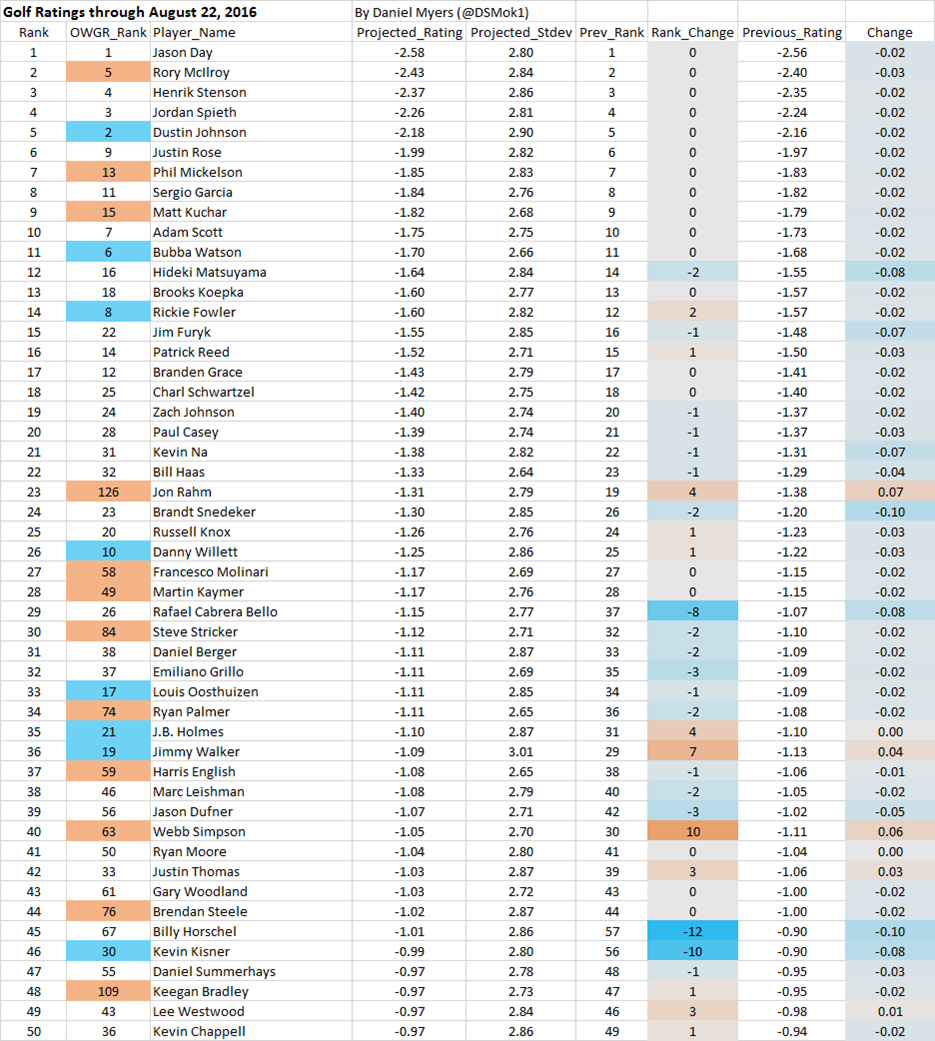 Golf Ratings through August 22, 2016 By Daniel Myers (@DSMok1)
Rank OWGR_Rank Player_Name Projected_Rating Projected_Stdev Prev_Rank Rank_Change Previous_Rating Change
1 1 Jason Day -2.58 2.80 1 0 -2.56 -0.02
2 5 Rory McIlroy -2.43 2.84 2 0 -2.40 -0.03
3 4 Henrik Stenson -2.37 2.86 3 0 -2.35 -0.02
4 3 Jordan Spieth -2.26 2.81 4 0 -2.24 -0.02
5 2 Dustin Johnson -2.18 2.90 5 0 -2.16 -0.02
6 9 Justin Rose -1.99 2.82 6 0 -1.97 -0.02
7 13 Phil Mickelson -1.85 2.83 7 0 -1.83 -0.02
8 11 Sergio Garcia -1.84 2.76 8 0 -1.82 -0.02
9 15 Matt Kuchar -1.82 2.68 9 0 -1.79 -0.02
10 7 Adam Scott -1.75 2.75 10 0 -1.73 -0.02
11 6 Bubba Watson -1.70 2.66 11 0 -1.68 -0.02
12 16 Hideki Matsuyama -1.64 2.84 14 -2 -1.55 -0.08
13 18 Brooks Koepka -1.60 2.77 13 0 -1.57 -0.02
14 8 Rickie Fowler -1.60 2.82 12 2 -1.57 -0.02
15 22 Jim Furyk -1.55 2.85 16 -1 -1.48 -0.07
16 14 Patrick Reed -1.52 2.71 15 1 -1.50 -0.03
17 12 Branden Grace -1.43 2.79 17 0 -1.41 -0.02
18 25 Charl Schwartzel -1.42 2.75 18 0 -1.40 -0.02
19 24 Zach Johnson -1.40 2.74 20 -1 -1.37 -0.02
20 28 Paul Casey -1.39 2.74 21 -1 -1.37 -0.03
21 31 Kevin Na -1.38 2.82 22 -1 -1.31 -0.07
22 32 Bill Haas -1.33 2.64 23 -1 -1.29 -0.04
23 126 Jon Rahm -1.31 2.79 19 4 -1.38 0.07
24 23 Brandt Snedeker -1.30 2.85 26 -2 -1.20 -0.10
25 20 Russell Knox -1.26 2.76 24 1 -1.23 -0.03
26 10 Danny Willett -1.25 2.86 25 1 -1.22 -0.03
27 58 Francesco Molinari -1.17 2.69 27 0 -1.15 -0.02
28 49 Martin Kaymer -1.17 2.76 28 0 -1.15 -0.02
29 26 Rafael Cabrera Bello -1.15 2.77 37 -8 -1.07 -0.08
30 84 Steve Stricker -1.12 2.71 32 -2 -1.10 -0.02
31 38 Daniel Berger -1.11 2.87 33 -2 -1.09 -0.02
32 37 Emiliano Grillo -1.11 2.69 35 -3 -1.09 -0.02
33 17 Louis Oosthuizen -1.11 2.85 34 -1 -1.09 -0.02
34 74 Ryan Palmer -1.11 2.65 36 -2 -1.08 -0.02
35 21 J.B. Holmes -1.10 2.87 31 4 -1.10 0.00
36 19 Jimmy Walker -1.09 3.01 29 7 -1.13 0.04
37 59 Harris English -1.08 2.65 38 -1 -1.06 -0.01
38 46 Marc Leishman -1.08 2.79 40 -2 -1.05 -0.02
39 56 Jason Dufner -1.07 2.71 42 -3 -1.02 -0.05
40 63 Webb Simpson -1.05 2.70 30 10 -1.11 0.06
41 50 Ryan Moore -1.04 2.80 41 0 -1.04 0.00
42 33 Justin Thomas -1.03 2.87 39 3 -1.06 0.03
43 61 Gary Woodland -1.03 2.72 43 0 -1.00 -0.02
44 76 Brendan Steele -1.02 2.87 44 0 -1.00 -0.02
45 67 Billy Horschel -1.01 2.86 57 -12 -0.90 -0.10
46 30 Kevin Kisner -0.99 2.80 56 -10 -0.90 -0.08
47 55 Daniel Summerhays -0.97 2.78 48 -1 -0.95 -0.03
48 109 Keegan Bradley -0.97 2.73 47 1 -0.95 -0.02
49 43 Lee Westwood -0.97 2.84 46 3 -0.98 0.01
50 36 Kevin Chappell -0.97 2.86 49 1 -0.94 -0.02